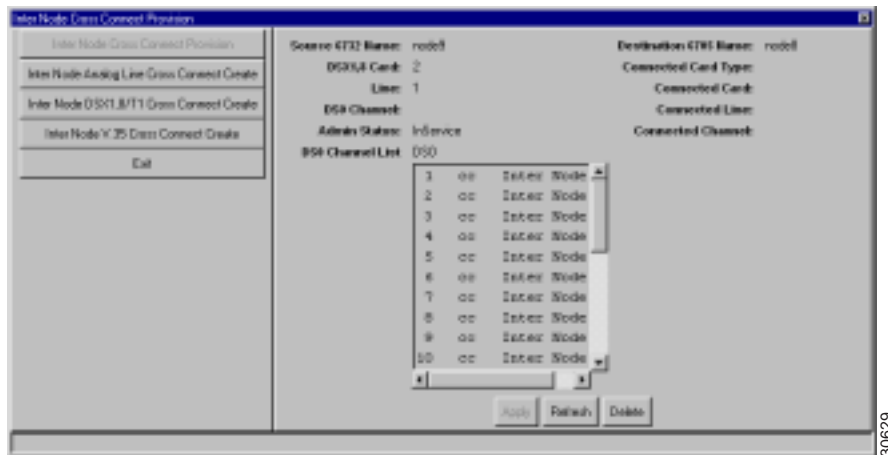 Inter Node Cross Connect Provision
Inter Node Cross Connect Provision
Inter Node Analog Line Cross Connect Create
Inter Node DSX1,8/T1 Cross Connect Create
Inter Node V 35 Cross Connect Create
Exit
Source 6732 Name: node8
DSX1,8 Card: 2
Line: 1
DS0 Channel:
Admin Status: InService
DS0 Channel List DS0
Destination 6705 Name: node8
Connected Card Type:
Connected Card:
Connected Line:
Connected Channel:
1 cc Inter Node
2 cc Inter Node
3 cc Inter Node
4 cc Inter Node
5 cc Inter Node
6 cc Inter Node
7 cc Inter Node
8 cc Inter Node
9 cc Inter Node
10 cc Inter Node
Apply Refresh Delete
30629